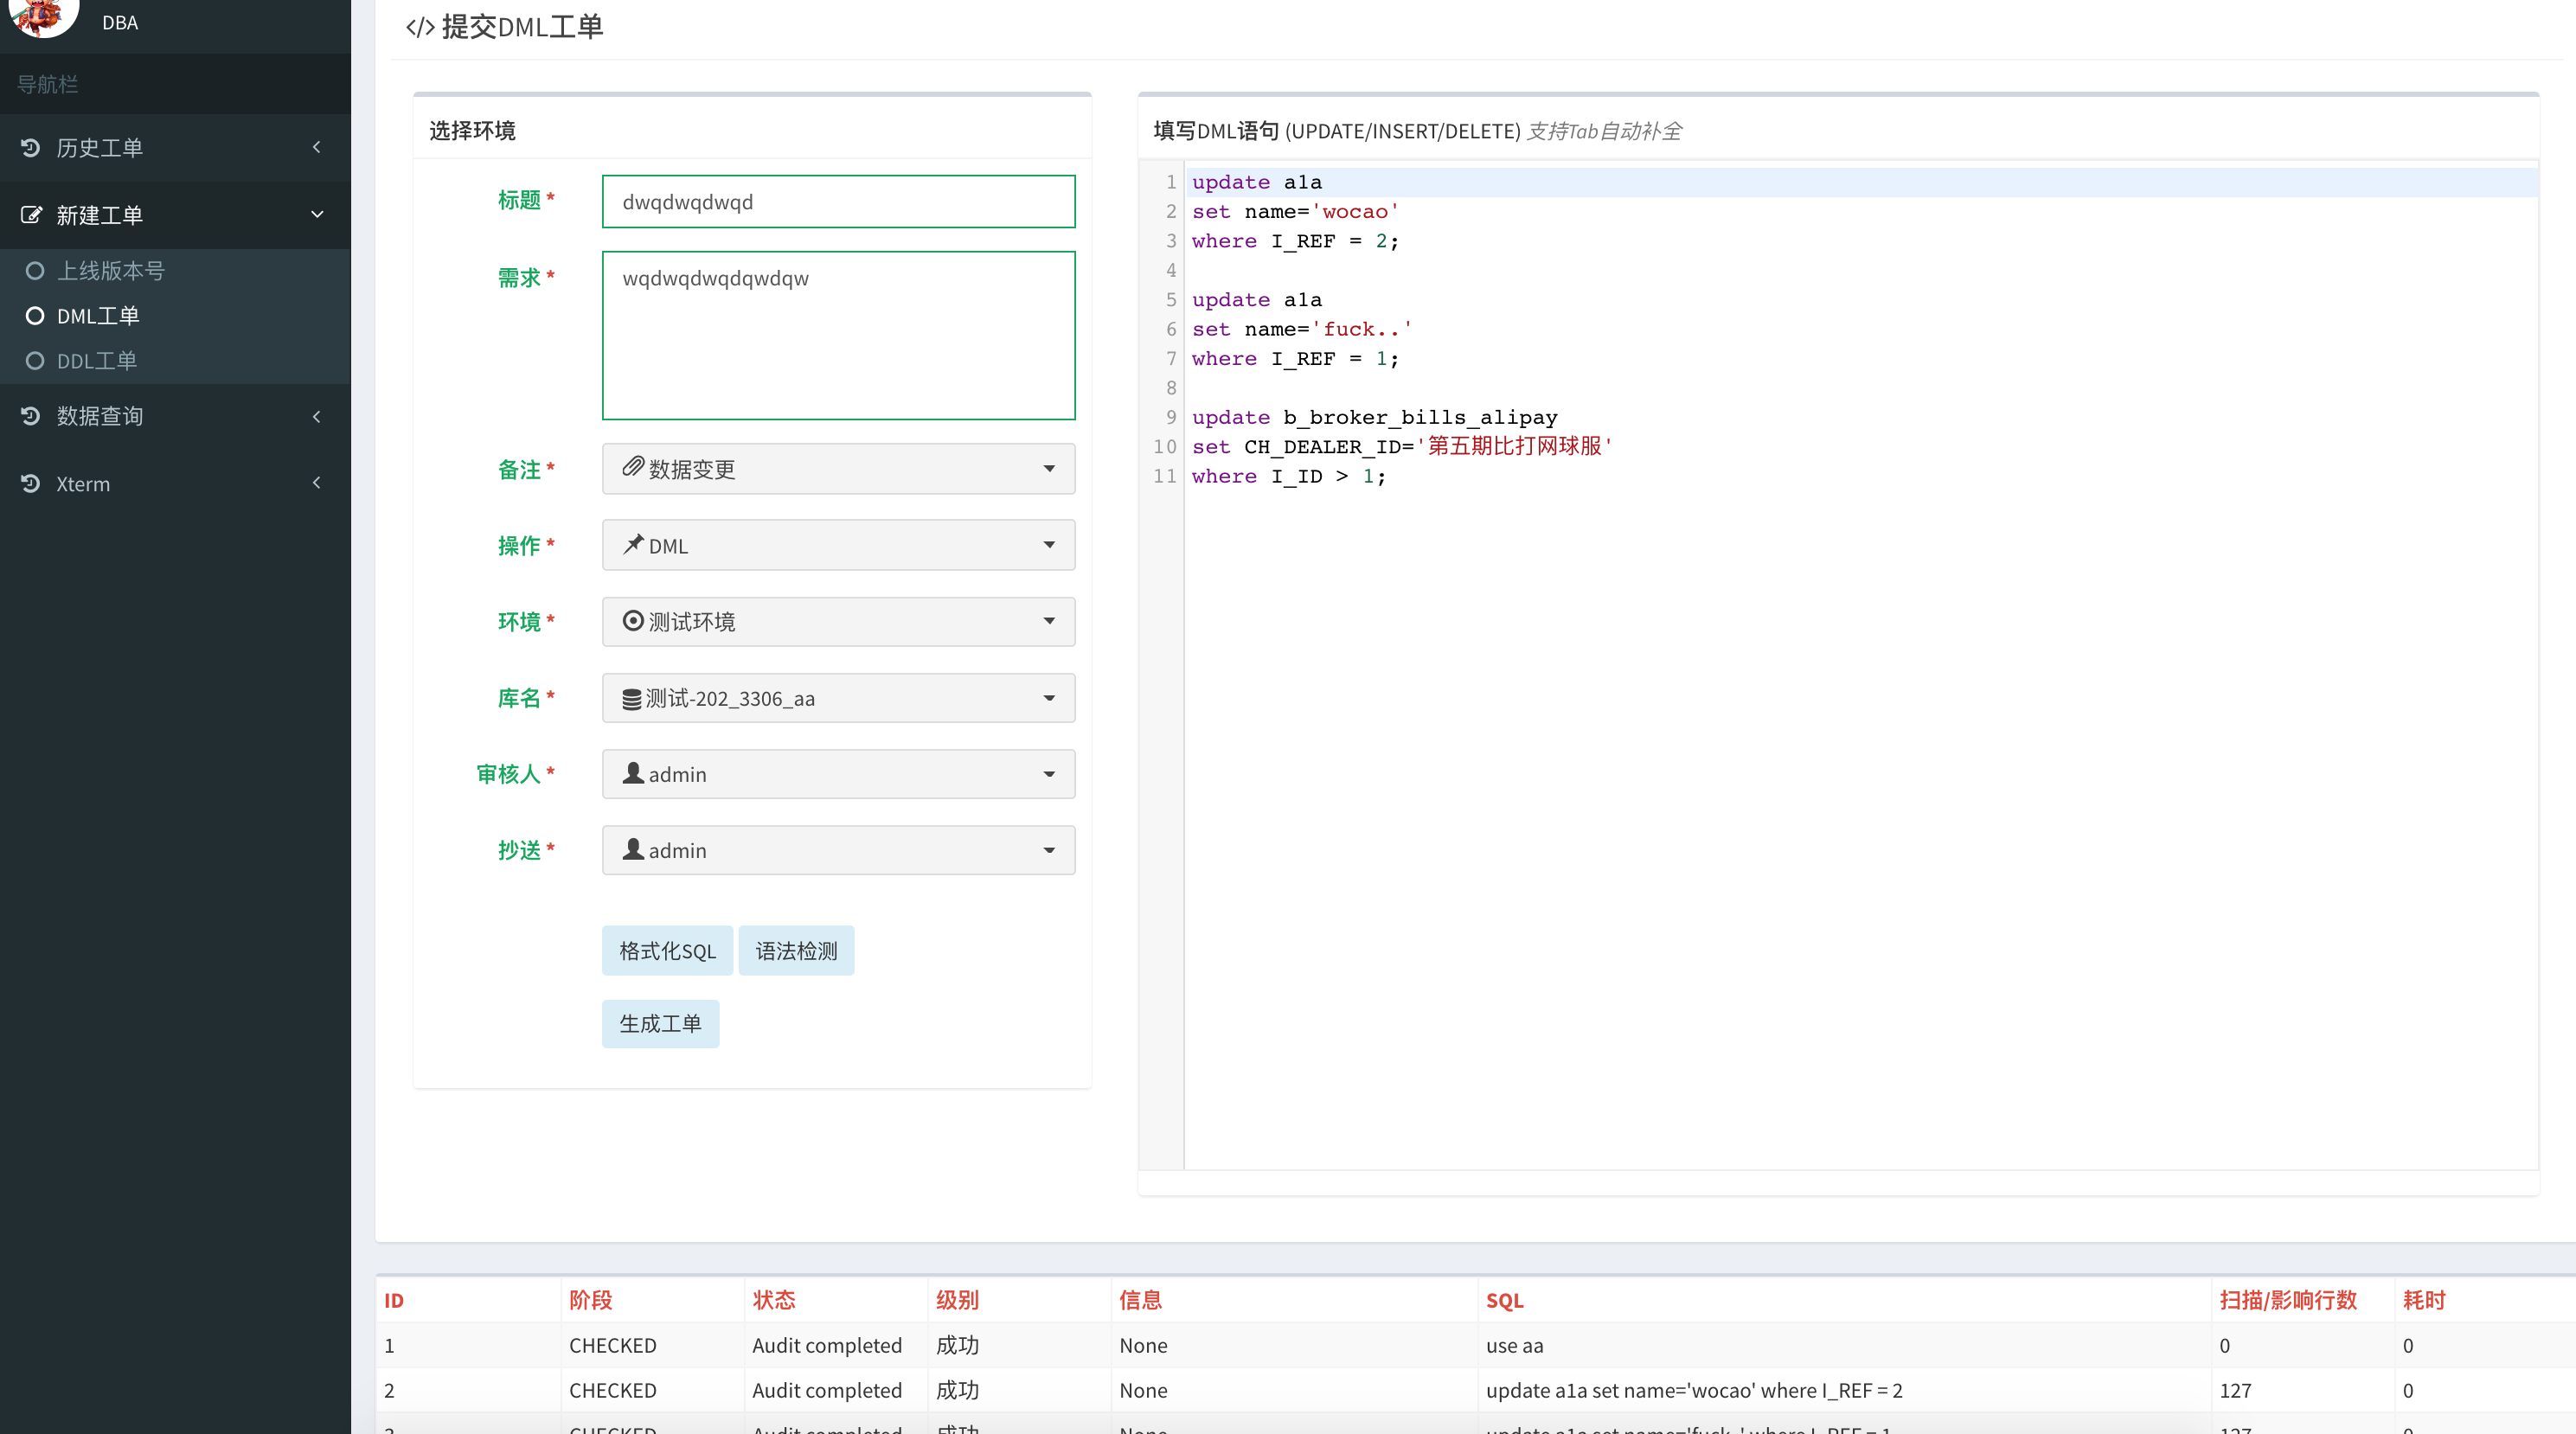 DBA
导航栏
历史工单
新建工单
上线版本号
DML工单
DDL工单
数据查询
Xterm
</> 提交DML工单
选择环境
标题 * dwqdwqdwqd
需求 * wqdwqdwqdqwdqw
备注 * 数据变更
操作 * DML
环境 * 测试环境
库名 * 测试-202_3306_aa
审核人 * admin
抄送 * admin
格式化SQL 语法检测
生成工单
填写DML语句 (UPDATE/INSERT/DELETE) 支持Tab自动补全
1 update a1a
2 set name='wocao'
3 where I_REF = 2;
4
5 update a1a
6 set name='fuck..'
7 where I_REF = 1;
8
9 update b_broker_bills_alipay
10 set CH_DEALER_ID='第五期比打网球服'
11 where I_ID > 1;
ID 阶段 状态 级别 信息 SQL 扫描/影响行数 耗时
1 CHECKED Audit completed 成功 None use aa 0 0
2 CHECKED Audit completed 成功 None update a1a set name='wocao' where I_REF = 2 127 0